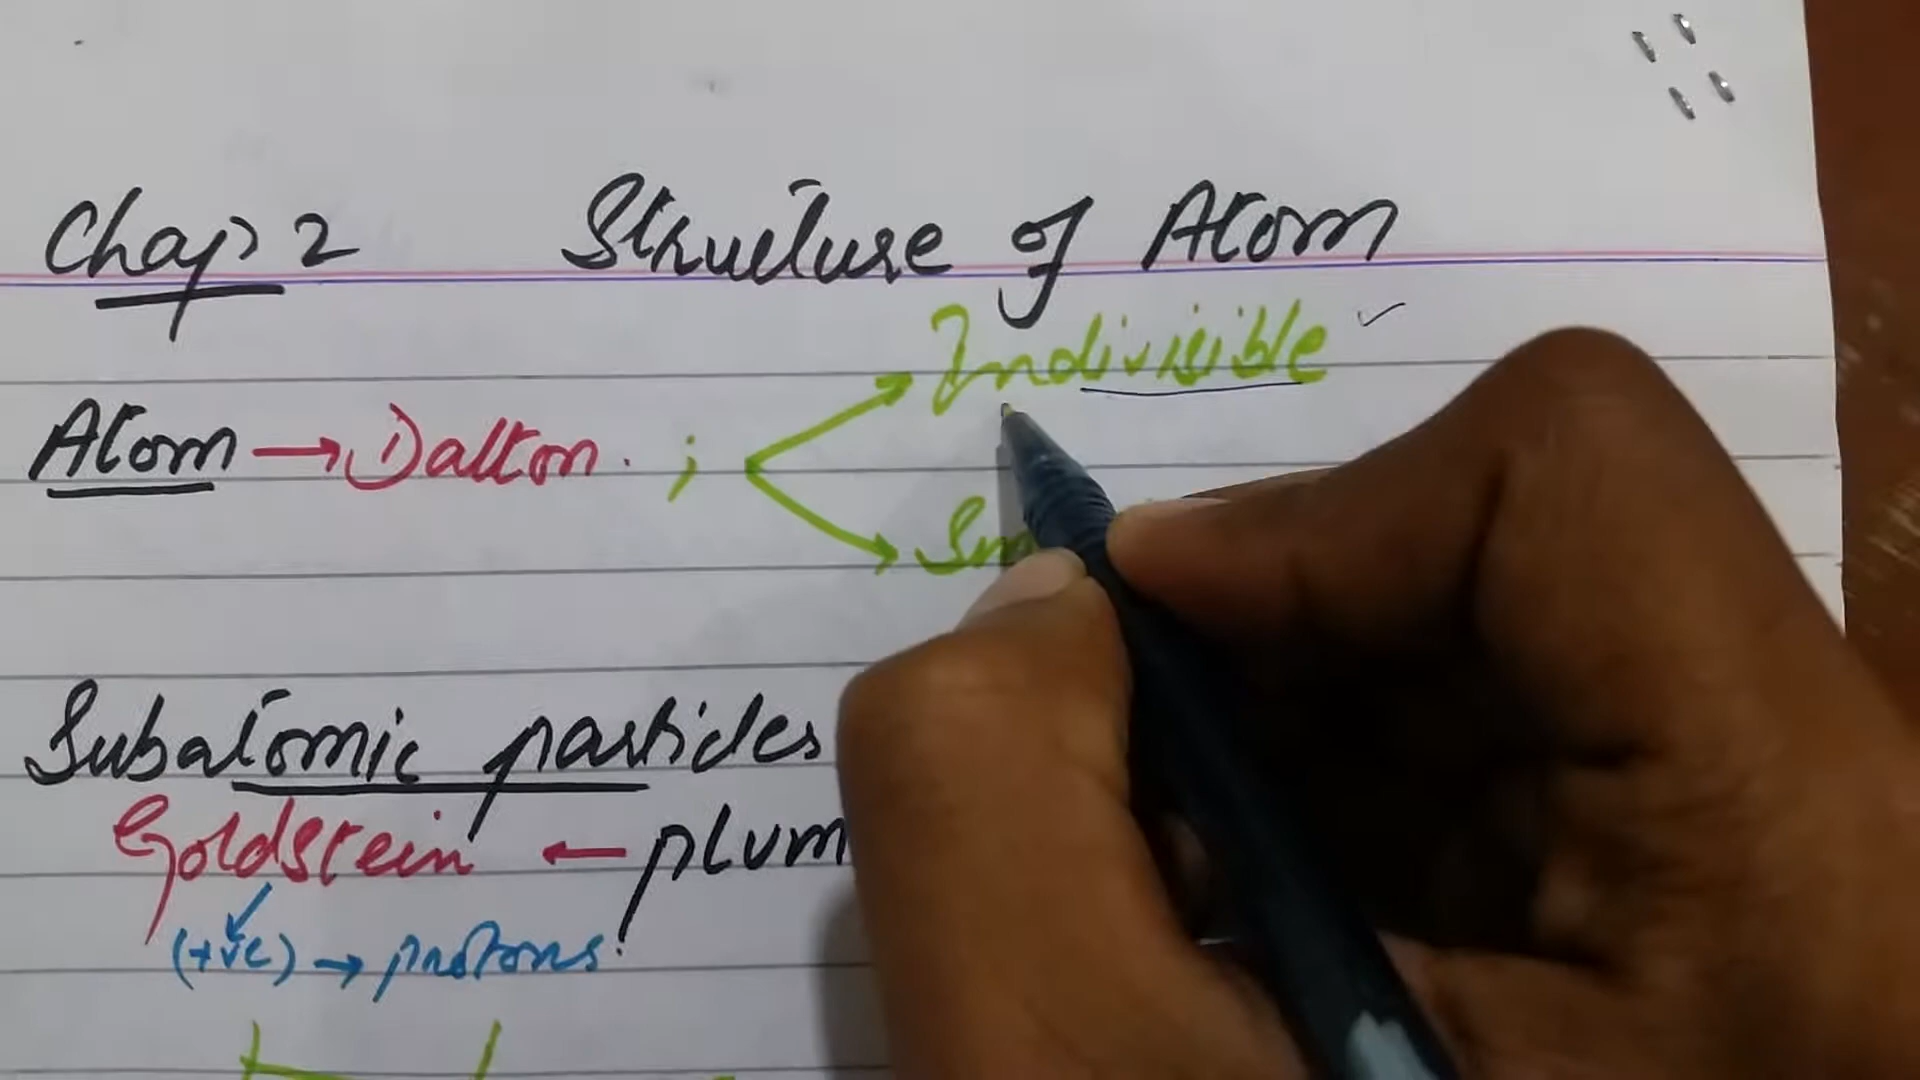 Chap 2 Structure of Atom
Indivisible ✓
Atom → Dalton. ;
Subatomic particles
Goldstein ← plum
(+ve) → protons.